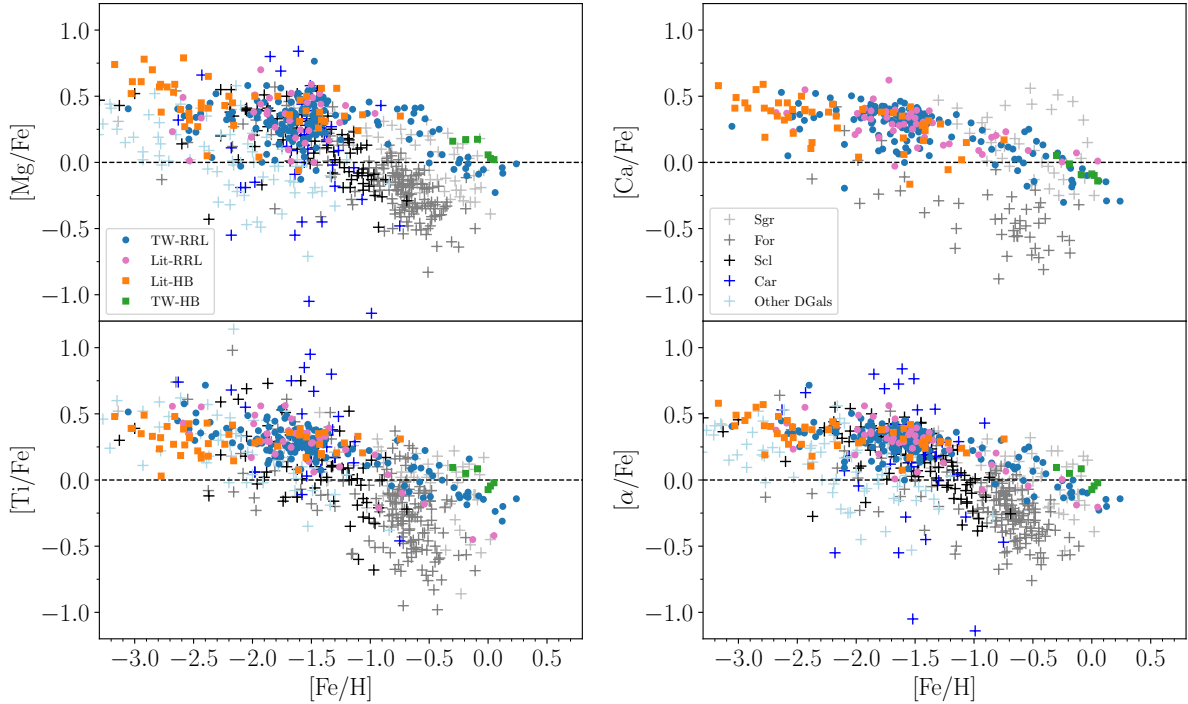 1.0
0.5
0.0
−0.5
−1.0
[Mg/Fe]
TW-RRL
Lit-RRL
Lit-HB
TW-HB
1.0
0.5
0.0
−0.5
−1.0
[Ca/Fe]
Sgr
For
Scl
Car
Other DGals
1.0
0.5
0.0
−0.5
−1.0
[Ti/Fe]
−3.0 −2.5 −2.0 −1.5 −1.0 −0.5 0.0 0.5
[Fe/H]
1.0
0.5
0.0
−0.5
−1.0
[α/Fe]
−3.0 −2.5 −2.0 −1.5 −1.0 −0.5 0.0 0.5
[Fe/H]